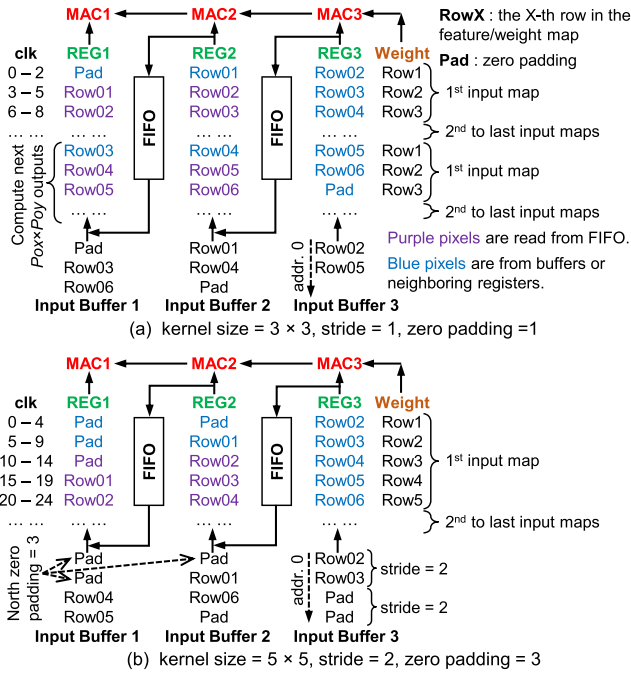 MAC1 MAC2 MAC3 RowX : the X-th row in the
feature/weight map
clk REG1 REG2 REG3 Weight Pad : zero padding
0 – 2 Pad Row01 Row02 Row1
3 – 5 Row01 Row02 Row03 Row2 1st input map
6 – 8 Row02 Row03 Row04 Row3
FIFO FIFO
... ... ... ... ... ... ... ... 2nd to last input maps
Compute next
Pox×Poy outputs
Row03 Row04 Row05 Row1
Row04 Row05 Row06 Row2 1st input map
Row05 Row06 Pad Row3
... ... ... ... ... ... 2nd to last input maps
Pad Row01 addr. 0 Row02 Purple pixels are read from FIFO.
Row03 Row04 Row05 Blue pixels are from buffers or
Row06 Pad neighboring registers.
Input Buffer 1 Input Buffer 2 Input Buffer 3
(a) kernel size = 3 × 3, stride = 1, zero padding =1
MAC1 MAC2 MAC3
clk REG1 REG2 REG3 Weight
0 – 4 Pad Pad Row02 Row1
5 – 9 Pad Row01 Row03 Row2
10 – 14 Pad Row02 Row04 Row3 1st input map
15 – 19 Row01 Row03 Row05 Row4
20 – 24 Row02 Row04 Row06 Row5
FIFO FIFO
... ... ... ... ... ... ... ... 2nd to last input maps
North zero
padding = 3
Pad Pad addr. 0 Row02 stride = 2
Pad Row01 Row03
Row04 Row06 Pad stride = 2
Row05 Pad Pad
Input Buffer 1 Input Buffer 2 Input Buffer 3
(b) kernel size = 5 × 5, stride = 2, zero padding = 3